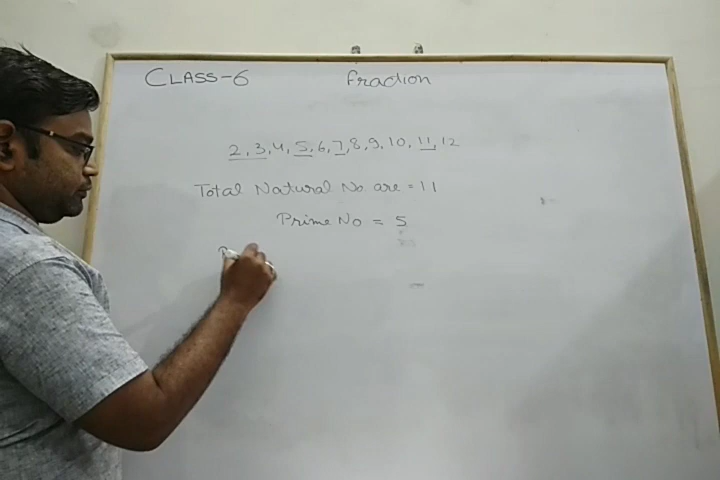 CLASS-6 Fraction
2, 3, 4, 5, 6, 7, 8, 9, 10, 11, 12
Total Natural No are = 11
Prime No = 5